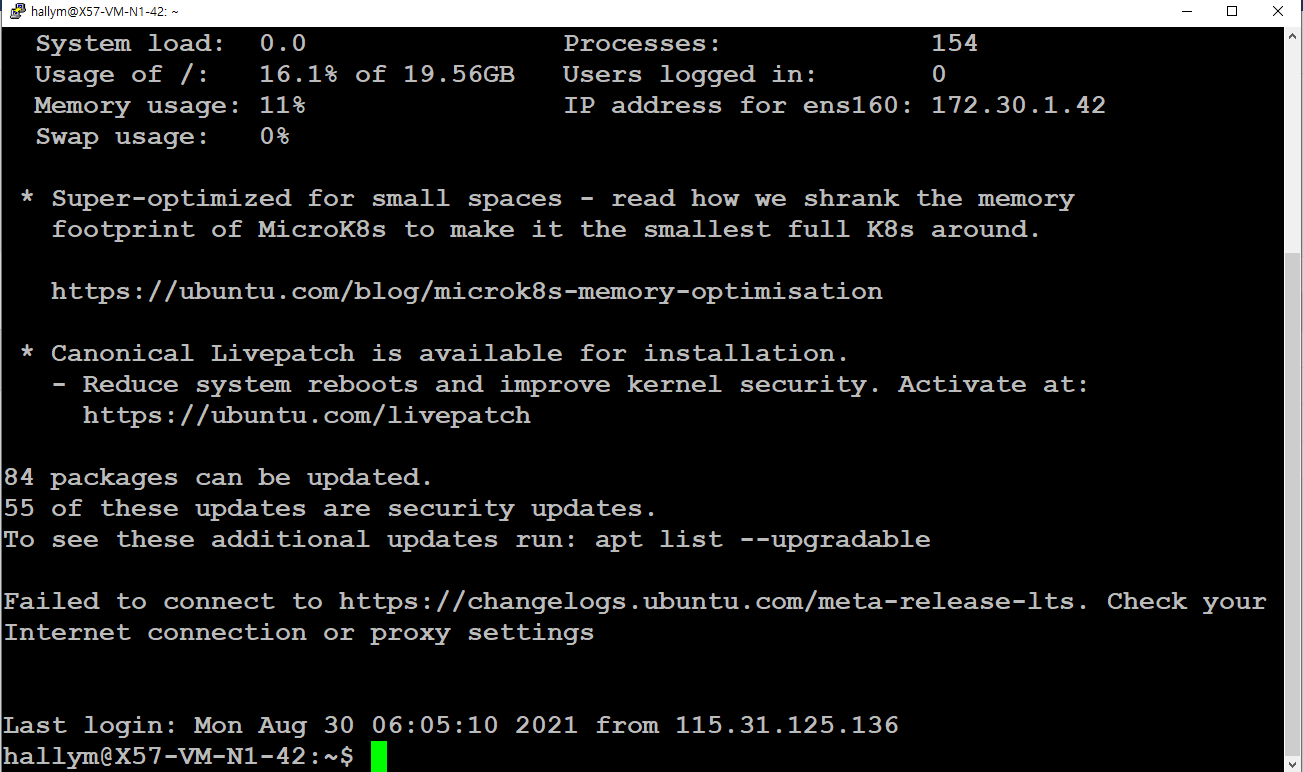 hallym@X57-VM-N1-42: ~
System load: 0.0 Processes: 154
Usage of /: 16.1% of 19.56GB Users logged in: 0
Memory usage: 11% IP address for ens160: 172.30.1.42
Swap usage: 0%
* Super-optimized for small spaces - read how we shrank the memory
footprint of MicroK8s to make it the smallest full K8s around.
https://ubuntu.com/blog/microk8s-memory-optimisation
* Canonical Livepatch is available for installation.
- Reduce system reboots and improve kernel security. Activate at:
https://ubuntu.com/livepatch
84 packages can be updated.
55 of these updates are security updates.
To see these additional updates run: apt list --upgradable
Failed to connect to https://changelogs.ubuntu.com/meta-release-lts. Check your
Internet connection or proxy settings
Last login: Mon Aug 30 06:05:10 2021 from 115.31.125.136
hallym@X57-VM-N1-42:~$